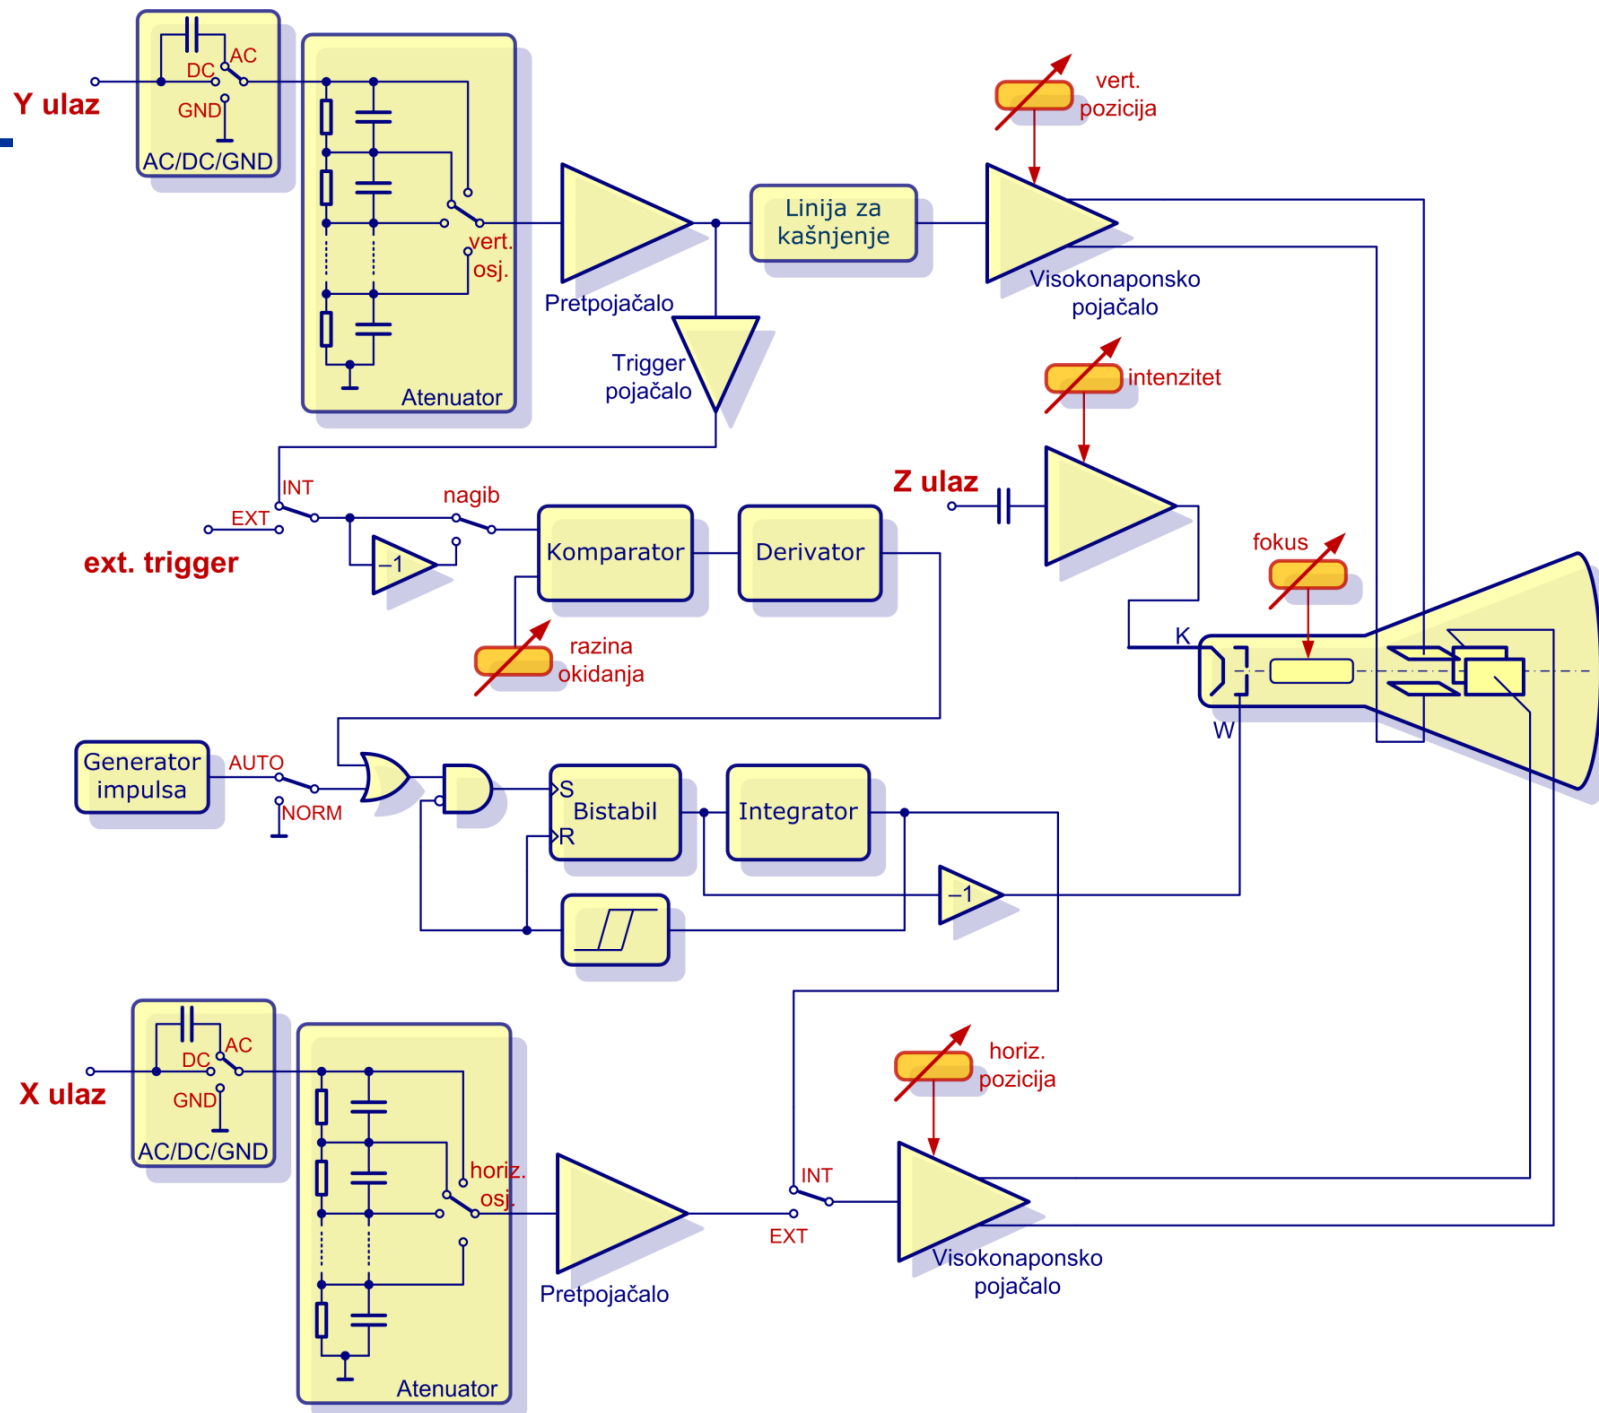 Y ulaz
AC
DC
GND
AC/DC/GND
vert.
osj.
Atenuator
Pretpojačalo
Linija za
kašnjenje
vert.
pozicija
Visokonaponsko
pojačalo
Trigger
pojačalo
intenzitet
Z ulaz
INT
EXT
ext. trigger
nagib
–1
Komparator
Derivator
razina
okidanja
fokus
K
W
Generator
impulsa
AUTO
NORM
S
R
Bistabil
Integrator
–1
X ulaz
AC
DC
GND
AC/DC/GND
horiz.
osj.
Atenuator
Pretpojačalo
INT
EXT
horiz.
pozicija
Visokonaponsko
pojačalo